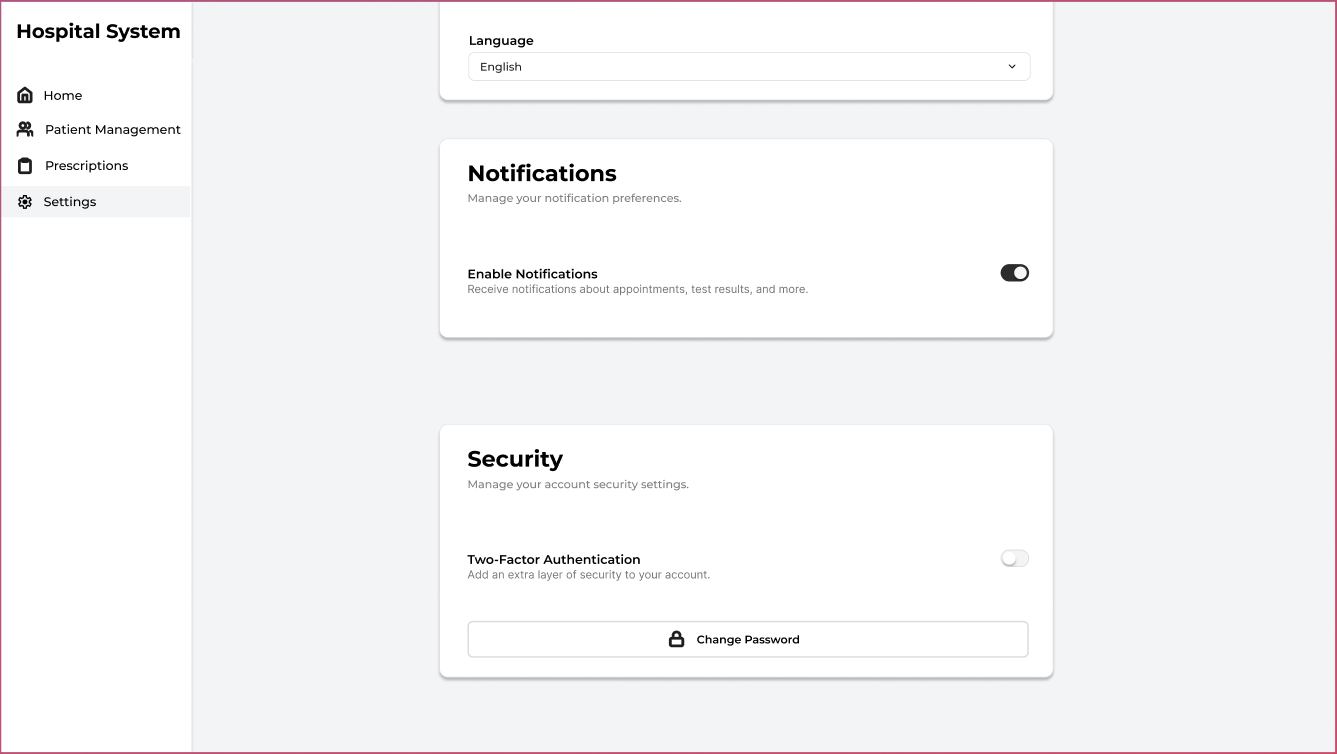 Hospital System
Home
Patient Management
Prescriptions
Settings
Language
English
Notifications
Manage your notification preferences.
Enable Notifications
Receive notifications about appointments, test results, and more.
Security
Manage your account security settings.
Two-Factor Authentication
Add an extra layer of security to your account.
Change Password